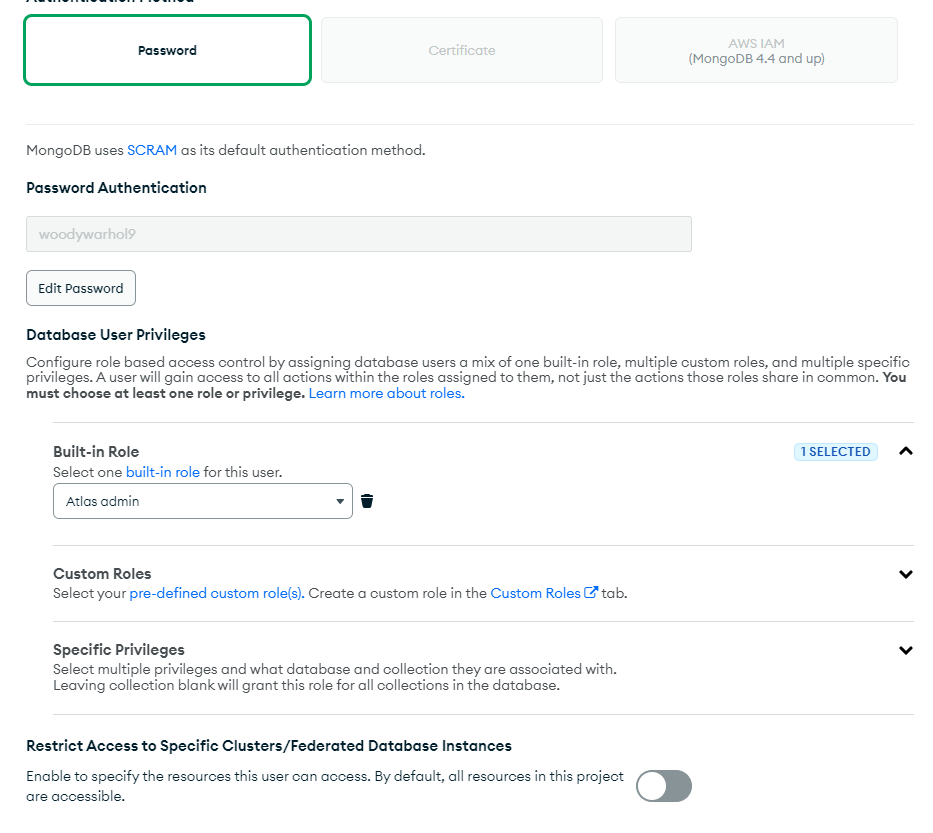 Authentication Method
Password
Certificate
AWS IAM
(MongoDB 4.4 and up)
MongoDB uses SCRAM as its default authentication method.
Password Authentication
woodywarhol9
Edit Password
Database User Privileges
Configure role based access control by assigning database users a mix of one built-in role, multiple custom roles, and multiple specific
privileges. A user will gain access to all actions within the roles assigned to them, not just the actions those roles share in common. You
must choose at least one role or privilege. Learn more about roles.
Built-in Role
1 SELECTED
Select one built-in role for this user.
Atlas admin
Custom Roles
Select your pre-defined custom role(s). Create a custom role in the Custom Roles tab.
Specific Privileges
Select multiple privileges and what database and collection they are associated with.
Leaving collection blank will grant this role for all collections in the database.
Restrict Access to Specific Clusters/Federated Database Instances
Enable to specify the resources this user can access. By default, all resources in this project
are accessible.